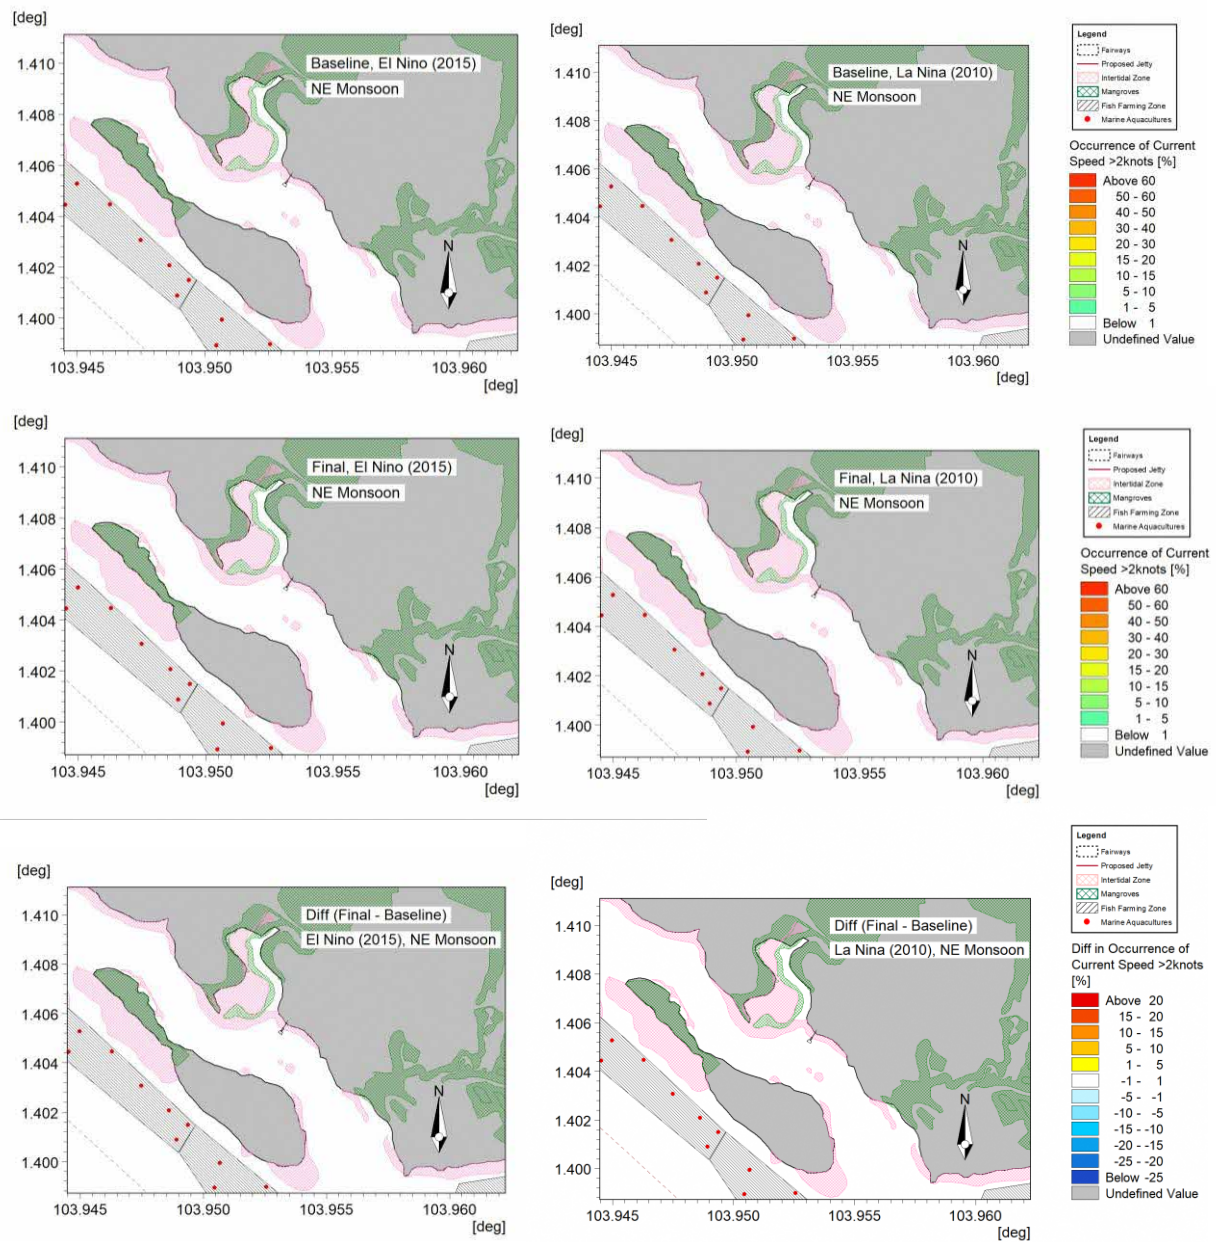 [deg]
1.410
1.408
1.406
1.404
1.402
1.400
Baseline, El Nino (2015)
NE Monsoon
N
103.945
103.950
103.955
103.960
[deg]
[deg]
1.410
1.408
1.406
1.404
1.402
1.400
Baseline, La Nina (2010)
NE Monsoon
N
103.945
103.950
103.955
103.960
[deg]
Legend
Fairways
Proposed Jetty
Intertidal Zone
Mangroves
Fish Farming Zone
Marine Aquacultures
Occurrence of Current
Speed >2knots [%]
Above 60
50 - 60
40 - 50
30 - 40
20 - 30
15 - 20
10 - 15
5 - 10
1 - 5
Below 1
Undefined Value
[deg]
1.410
1.408
1.406
1.404
1.402
1.400
Final, El Nino (2015)
NE Monsoon
N
103.945
103.950
103.955
103.960
[deg]
[deg]
1.410
1.408
1.406
1.404
1.402
1.400
Final, La Nina (2010)
NE Monsoon
N
103.945
103.950
103.955
103.960
[deg]
Legend
Fairways
Proposed Jetty
Intertidal Zone
Mangroves
Fish Farming Zone
Marine Aquacultures
Occurrence of Current
Speed >2knots [%]
Above 60
50 - 60
40 - 50
30 - 40
20 - 30
15 - 20
10 - 15
5 - 10
1 - 5
Below 1
Undefined Value
[deg]
1.410
1.408
1.406
1.404
1.402
1.400
Diff (Final - Baseline)
El Nino (2015), NE Monsoon
N
103.945
103.950
103.955
103.960
[deg]
[deg]
1.410
1.408
1.406
1.404
1.402
1.400
Diff (Final - Baseline)
La Nina (2010), NE Monsoon
N
103.945
103.950
103.955
103.960
[deg]
Legend
Fairways
Proposed Jetty
Intertidal Zone
Mangroves
Fish Farming Zone
Marine Aquacultures
Diff in Occurrence of
Current Speed >2knots
[%]
Above 20
15 - 20
10 - 15
5 - 10
1 - 5
-1 - 1
-5 - -1
-10 - -5
-15 - -10
-20 - -15
-25 - -20
Below -25
Undefined Value